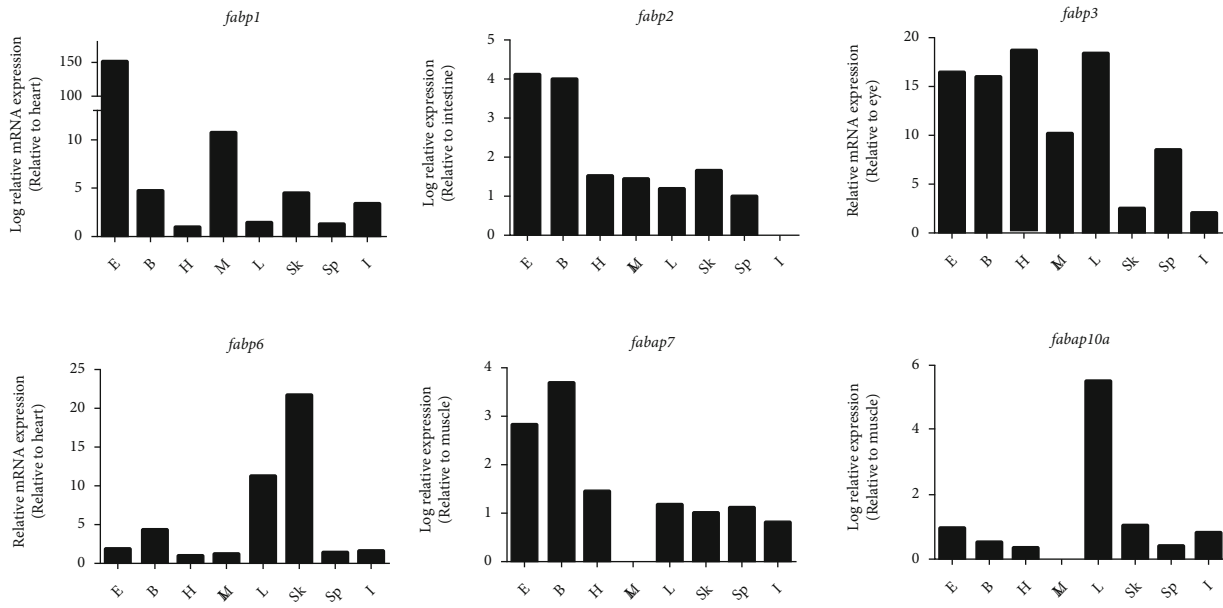 fabp1
Log relative mRNA expression
(Relative to heart)
150
100
10
5
0
E B H M L Sk Sp I
fabp2
Log relative expression
(Relative to intestine)
5
4
3
2
1
0
E B H M L Sk Sp I
fabp3
Relative mRNA expression
(Relative to eye)
20
15
10
5
0
E B H M L Sk Sp I
fabp6
Relative mRNA expression
(Relative to heart)
25
20
15
10
5
0
E B H M L Sk Sp I
fabap7
Log relative expression
(Relative to muscle)
4
3
2
1
0
E B H M L Sk Sp I
fabap10a
Log relative expression
(Relative to muscle)
6
4
2
0
E B H M L Sk Sp I